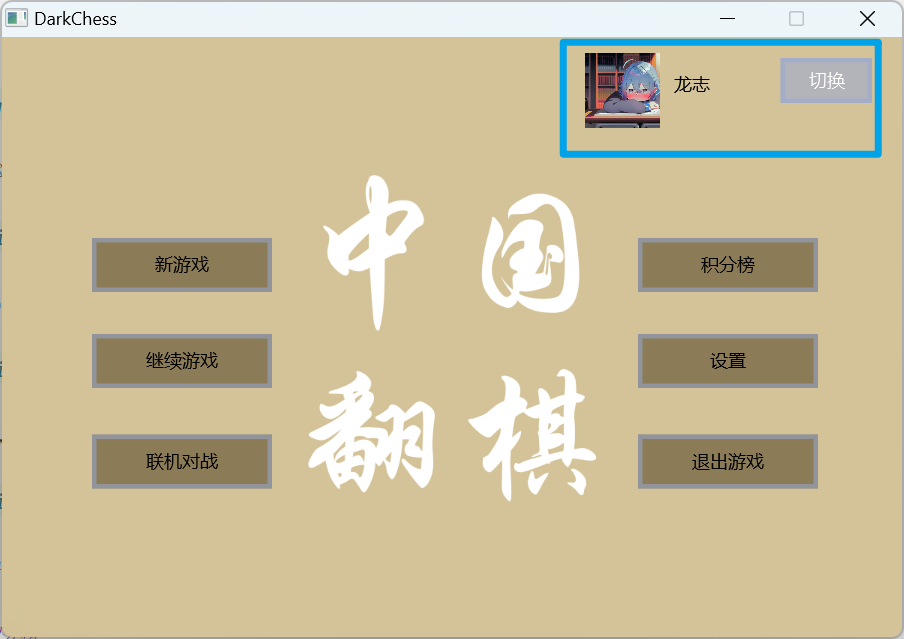 DarkChess
龙志
切换
中国
翻棋
新游戏
继续游戏
联机对战
积分榜
设置
退出游戏